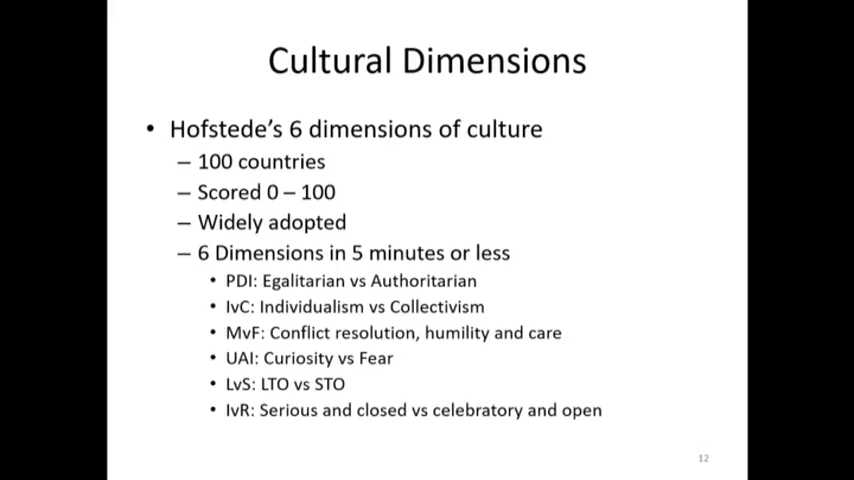 Cultural Dimensions
• Hofstede's 6 dimensions of culture
– 100 countries
– Scored 0 – 100
– Widely adopted
– 6 Dimensions in 5 minutes or less
• PDI: Egalitarian vs Authoritarian
• IvC: Individualism vs Collectivism
• MvF: Conflict resolution, humility and care
• UAI: Curiosity vs Fear
• LvS: LTO vs STO
• IvR: Serious and closed vs celebratory and open
12